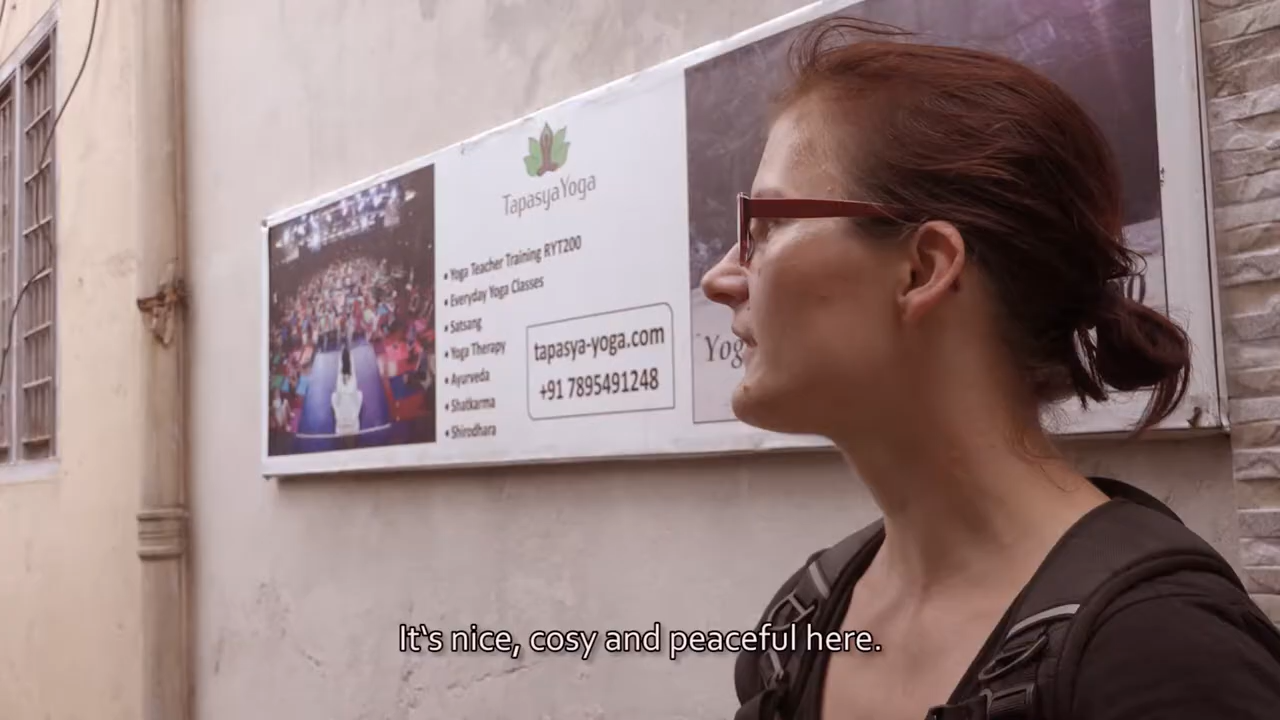 TapasyaYoga
• Yoga Teacher Training RYT200
• Everyday Yoga Classes
• Satsang
• Yoga Therapy
• Ayurveda
• Shatkarma
• Shirodhara
tapasya-yoga.com
+91 7895491248
Yog
It's nice, cosy and peaceful here.